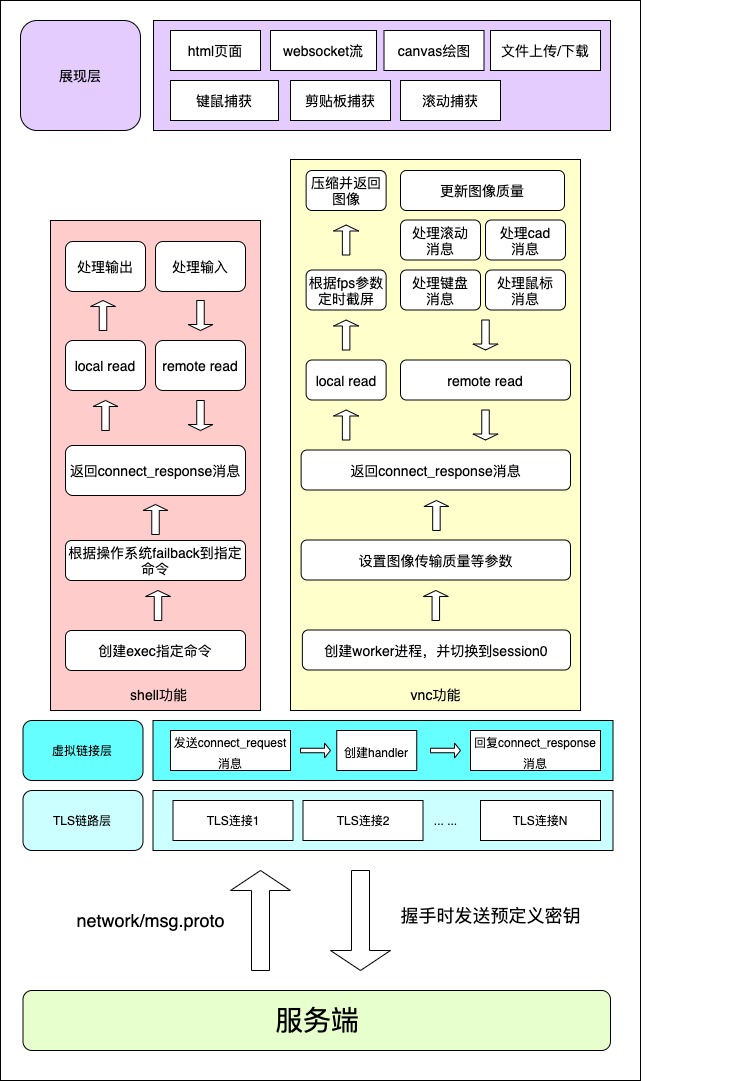 展现层
html页面
websocket流
canvas绘图
文件上传/下载
键鼠捕获
剪贴板捕获
滚动捕获
处理输出
处理输入
local read
remote read
返回connect_response消息
根据操作系统failback到指定
命令
创建exec指定命令
shell功能
压缩并返回
图像
更新图像质量
处理滚动
消息
处理cad
消息
根据fps参数
定时截屏
处理键盘
消息
处理鼠标
消息
local read
remote read
返回connect_response消息
设置图像传输质量等参数
创建worker进程，并切换到session0
vnc功能
虚拟链接层
发送connect_request
消息
创建handler
回复connect_response
消息
TLS链路层
TLS连接1
TLS连接2
... ...
TLS连接N
network/msg.proto
握手时发送预定义密钥
服务端